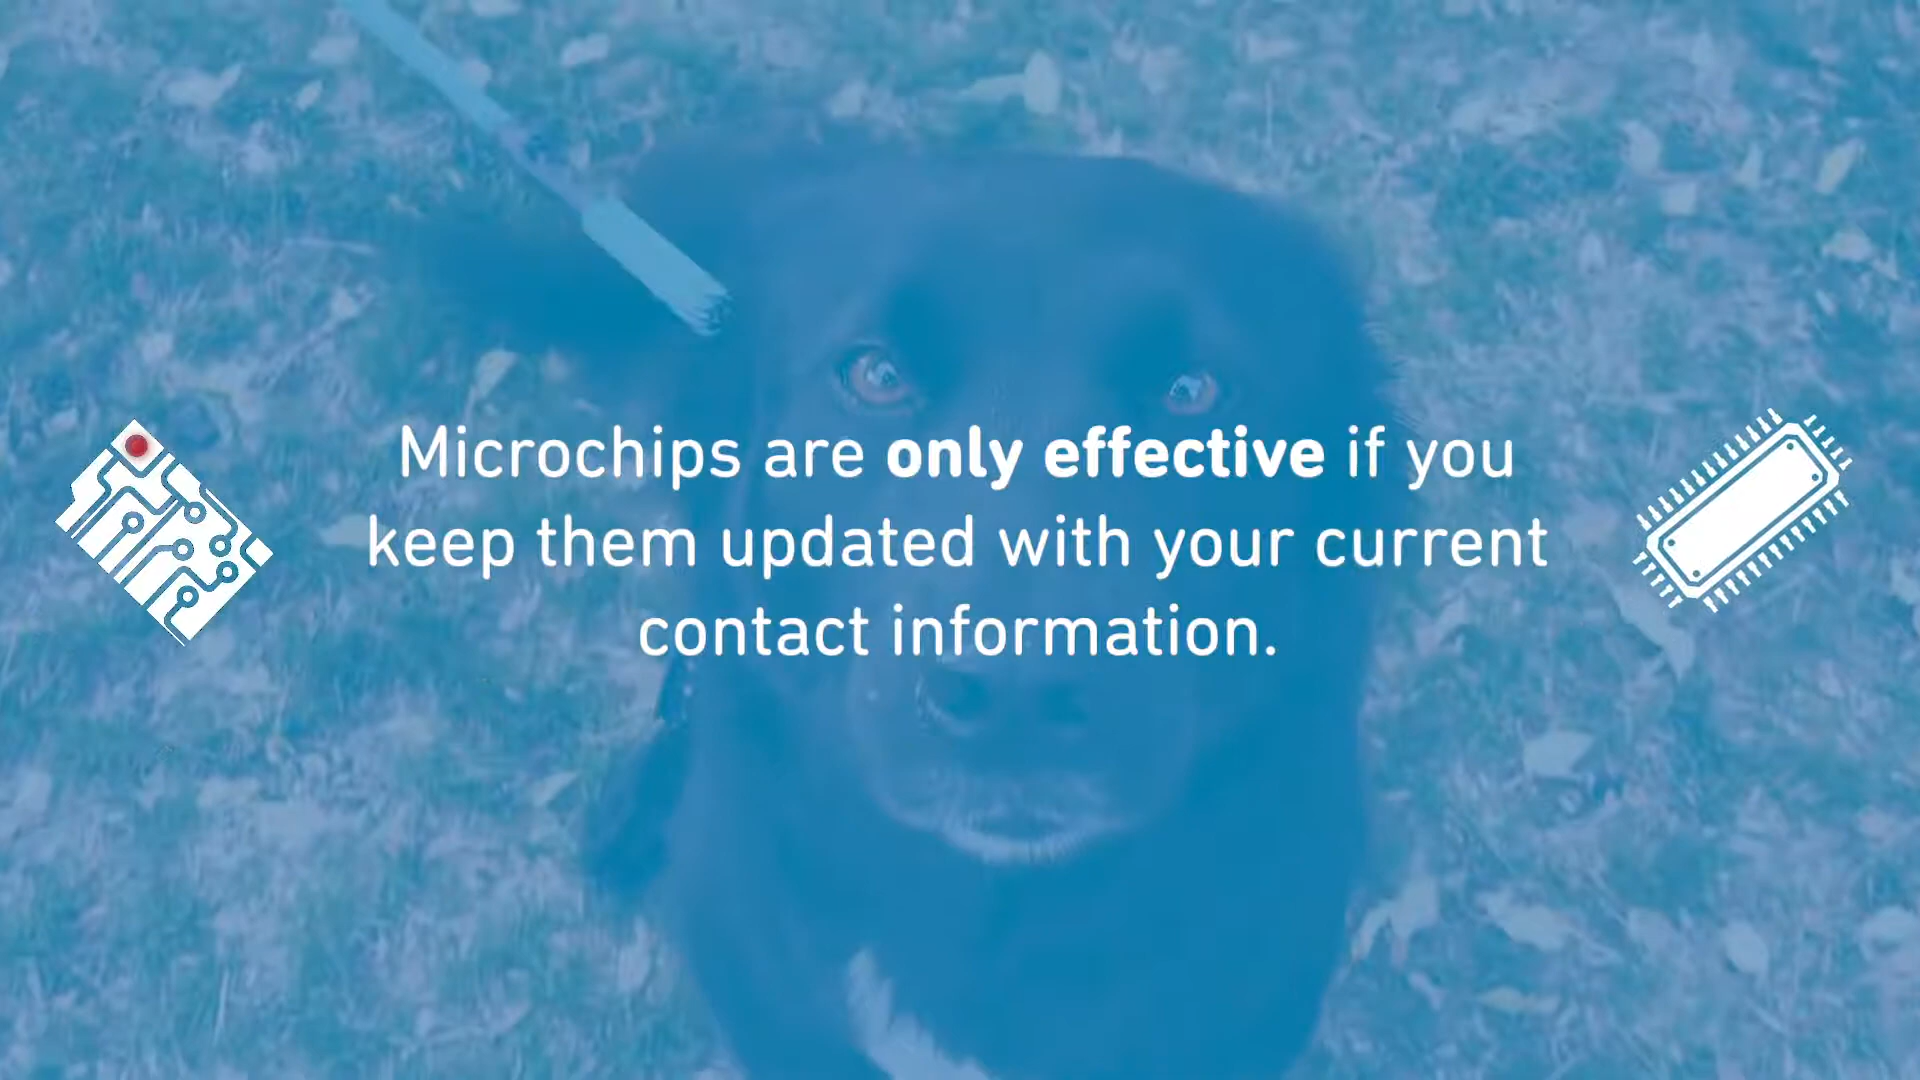 Microchips are only effective if you
keep them updated with your current
contact information.